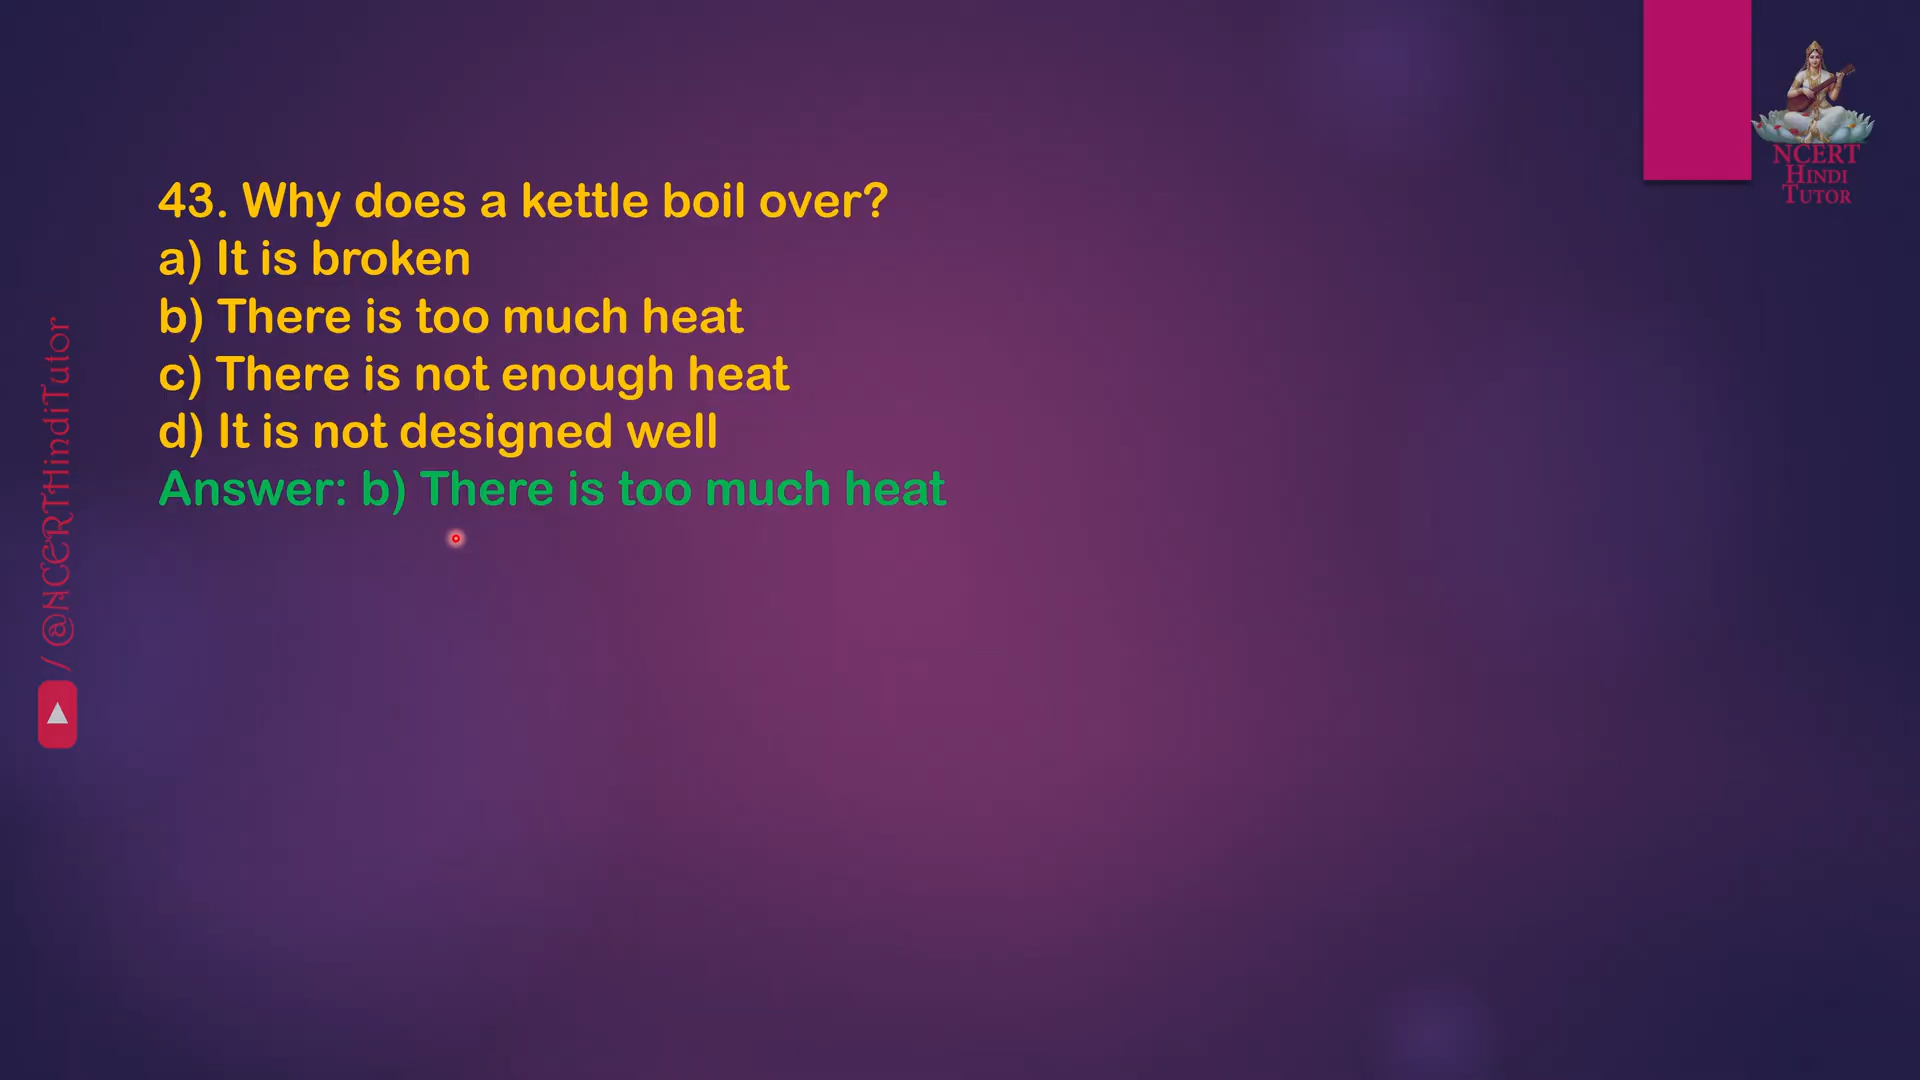 43. Why does a kettle boil over?
a) It is broken
b) There is too much heat
c) There is not enough heat
d) It is not designed well
Answer: b) There is too much heat
NCERT
HINDI
TUTOR
/ @NCERTHindiTutor